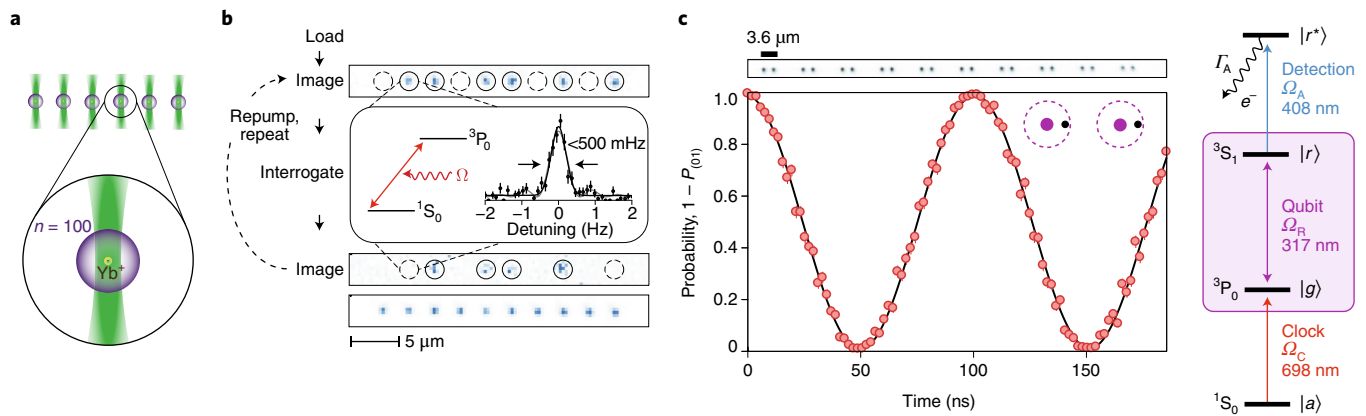 a
n = 100
Yb⁺
b
Load
Image
Repump,
repeat
Interrogate
³P₀
Ω
¹S₀
<500 mHz
−2 −1 0 1 2
Detuning (Hz)
Image
5 μm
c
3.6 μm
Probability, 1 − P₍₀₁₎
1.0
0.8
0.6
0.4
0.2
0
0 50 100 150
Time (ns)
|r*⟩
Γ_A
e⁻
Detection
Ω_A
408 nm
³S₁ |r⟩
Qubit
Ω_R
317 nm
³P₀ |g⟩
Clock
Ω_C
698 nm
¹S₀ |a⟩